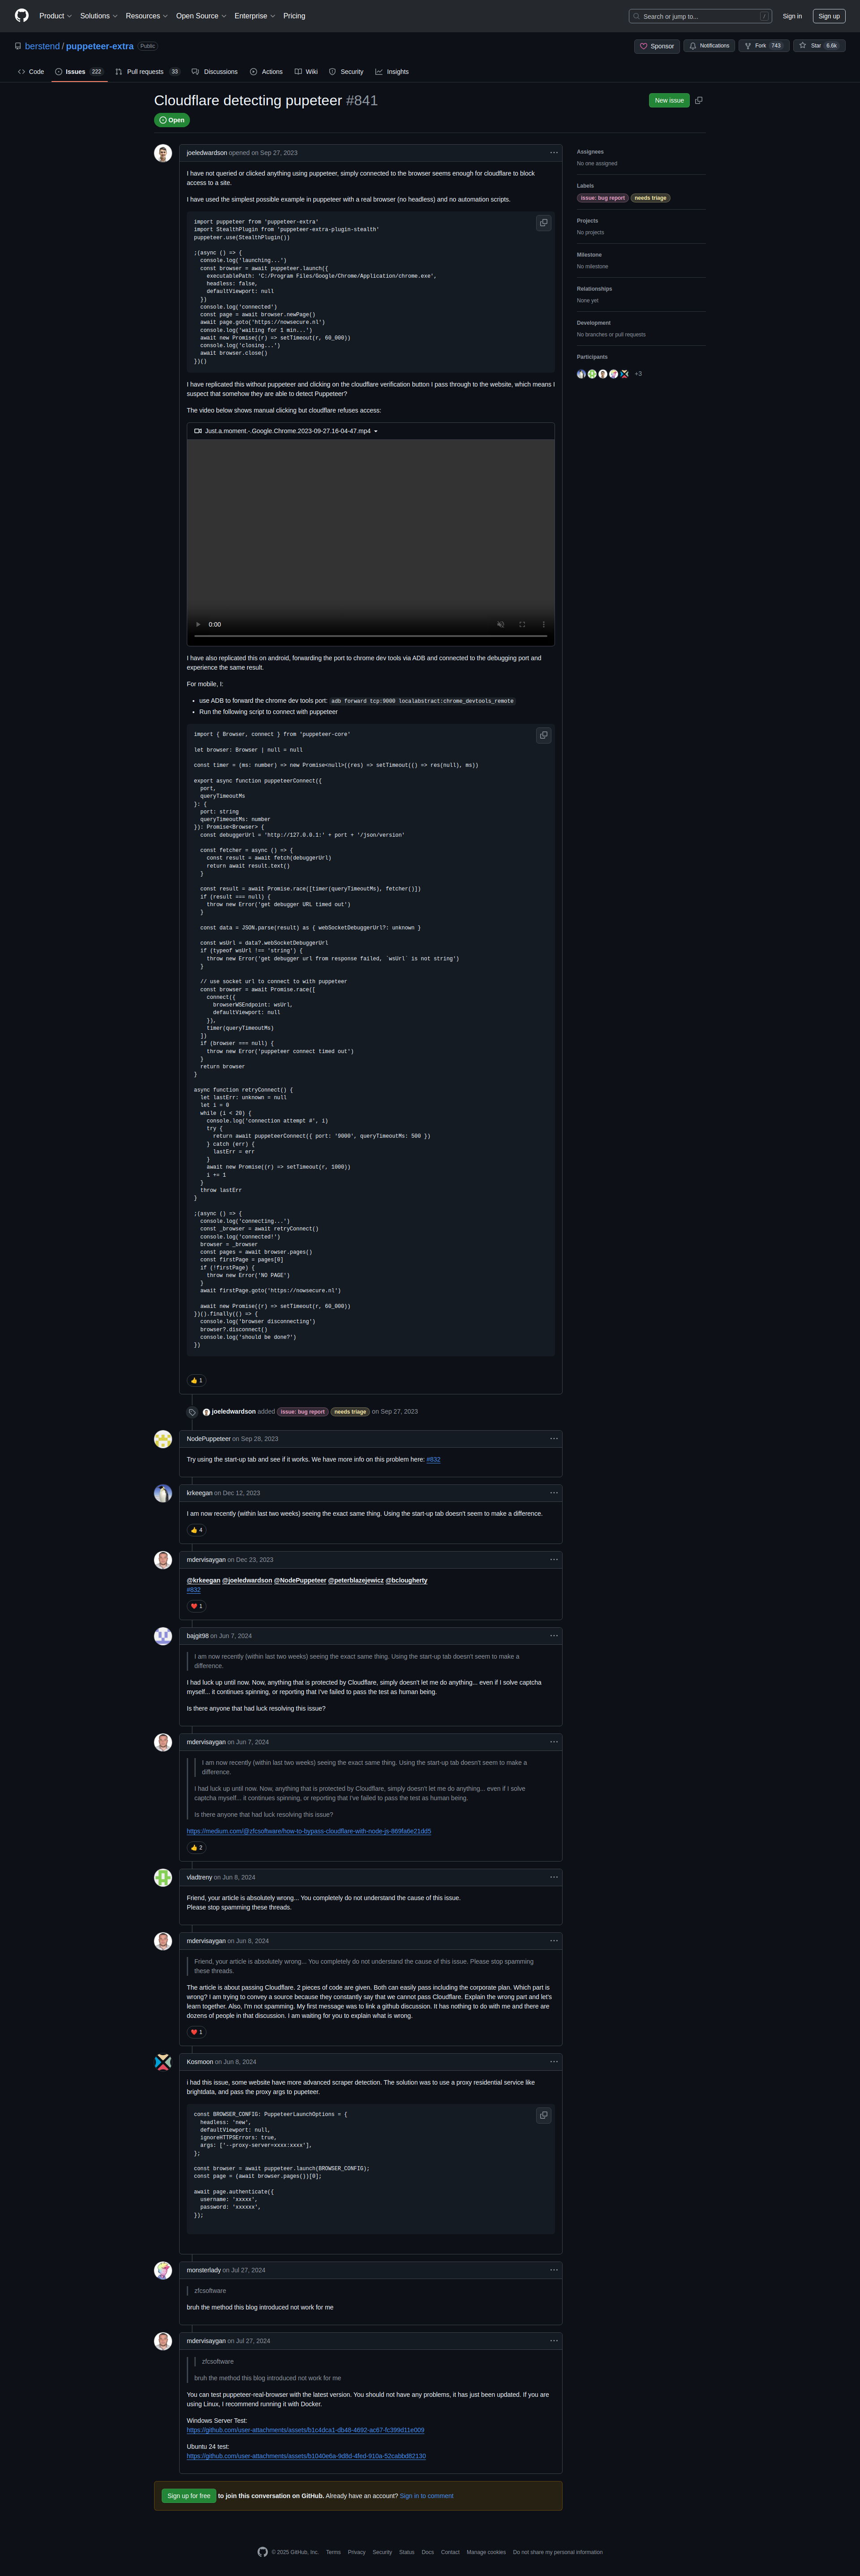 Product Solutions Resources Open Source Enterprise Pricing
Search or jump to... /
Sign in
Sign up
berstend / puppeteer-extra Public
Sponsor
Notifications
Fork 743
Star 6.6k
Code Issues 222 Pull requests 33 Discussions Actions Wiki Security Insights
Cloudflare detecting pupeteer #841
New issue
Open
joeledwardson opened on Sep 27, 2023
I have not queried or clicked anything using puppeteer, simply connected to the browser seems enough for cloudflare to block
access to a site.
I have used the simplest possible example in puppeteer with a real browser (no headless) and no automation scripts.
import puppeteer from 'puppeteer-extra'
import StealthPlugin from 'puppeteer-extra-plugin-stealth'
puppeteer.use(StealthPlugin())
;(async () => {
console.log('launching...')
const browser = await puppeteer.launch({
executablePath: 'C:/Program Files/Google/Chrome/Application/chrome.exe',
headless: false,
defaultViewport: null
})
console.log('connected')
const page = await browser.newPage()
await page.goto('https://nowsecure.nl')
console.log('waiting for 1 min...')
await new Promise((r) => setTimeout(r, 60_000))
console.log('closing...')
await browser.close()
})()
I have replicated this without puppeteer and clicking on the cloudflare verification button I pass through to the website, which means I
suspect that somehow they are able to detect Puppeteer?
The video below shows manual clicking but cloudflare refuses access:
Just.a.moment.-.Google.Chrome.2023-09-27.16-04-47.mp4
0:00
I have also replicated this on android, forwarding the port to chrome dev tools via ADB and connected to the debugging port and
experience the same result.
For mobile, I:
use ADB to forward the chrome dev tools port: adb forward tcp:9000 localabstract:chrome_devtools_remote
Run the following script to connect with puppeteer
import { Browser, connect } from 'puppeteer-core'
let browser: Browser | null = null
const timer = (ms: number) => new Promise<null>((res) => setTimeout(() => res(null), ms))
export async function puppeteerConnect({
port,
queryTimeoutMs
}: {
port: string
queryTimeoutMs: number
}): Promise<Browser> {
const debuggerUrl = 'http://127.0.0.1:' + port + '/json/version'
const fetcher = async () => {
const result = await fetch(debuggerUrl)
return await result.text()
}
const result = await Promise.race([timer(queryTimeoutMs), fetcher()])
if (result === null) {
throw new Error('get debugger URL timed out')
}
const data = JSON.parse(result) as { webSocketDebuggerUrl?: unknown }
const wsUrl = data?.webSocketDebuggerUrl
if (typeof wsUrl !== 'string') {
throw new Error('get debugger url from response failed, `wsUrl` is not string')
}
// use socket url to connect to with puppeteer
const browser = await Promise.race([
connect({
browserWSEndpoint: wsUrl,
defaultViewport: null
}),
timer(queryTimeoutMs)
])
if (browser === null) {
throw new Error('puppeteer connect timed out')
}
return browser
}
async function retryConnect() {
let lastErr: unknown = null
let i = 0
while (i < 20) {
console.log('connection attempt #', i)
try {
return await puppeteerConnect({ port: '9000', queryTimeoutMs: 500 })
} catch (err) {
lastErr = err
}
await new Promise((r) => setTimeout(r, 1000))
i += 1
}
throw lastErr
}
;(async () => {
console.log('connecting...')
const _browser = await retryConnect()
console.log('connected!')
browser = _browser
const pages = await browser.pages()
const firstPage = pages[0]
if (!firstPage) {
throw new Error('NO PAGE')
}
await firstPage.goto('https://nowsecure.nl')
await new Promise((r) => setTimeout(r, 60_000))
})().finally(() => {
console.log('browser disconnecting')
browser?.disconnect()
console.log('should be done?')
})
👍 1
Assignees
No one assigned
Labels
issue: bug report needs triage
Projects
No projects
Milestone
No milestone
Relationships
None yet
Development
No branches or pull requests
Participants
+3
joeledwardson added issue: bug report needs triage on Sep 27, 2023
NodePuppeteer on Sep 28, 2023
Try using the start-up tab and see if it works. We have more info on this problem here: #832
krkeegan on Dec 12, 2023
I am now recently (within last two weeks) seeing the exact same thing. Using the start-up tab doesn't seem to make a difference.
👍 4
mdervisaygan on Dec 23, 2023
@krkeegan @joeledwardson @NodePuppeteer @peterblazejewicz @bclougherty
#832
❤️ 1
bajgit98 on Jun 7, 2024
I am now recently (within last two weeks) seeing the exact same thing. Using the start-up tab doesn't seem to make a
difference.
I had luck up until now. Now, anything that is protected by Cloudflare, simply doesn't let me do anything... even if I solve captcha
myself... it continues spinning, or reporting that I've failed to pass the test as human being.
Is there anyone that had luck resolving this issue?
mdervisaygan on Jun 7, 2024
I am now recently (within last two weeks) seeing the exact same thing. Using the start-up tab doesn't seem to make a
difference.
I had luck up until now. Now, anything that is protected by Cloudflare, simply doesn't let me do anything... even if I solve
captcha myself... it continues spinning, or reporting that I've failed to pass the test as human being.
Is there anyone that had luck resolving this issue?
https://medium.com/@zfcsoftware/how-to-bypass-cloudflare-with-node-js-869fa6e21dd5
👍 2
vladtreny on Jun 8, 2024
Friend, your article is absolutely wrong... You completely do not understand the cause of this issue.
Please stop spamming these threads.
mdervisaygan on Jun 8, 2024
Friend, your article is absolutely wrong... You completely do not understand the cause of this issue. Please stop spamming
these threads.
The article is about passing Cloudflare. 2 pieces of code are given. Both can easily pass including the corporate plan. Which part is
wrong? I am trying to convey a source because they constantly say that we cannot pass Cloudflare. Explain the wrong part and let's
learn together. Also, I'm not spamming. My first message was to link a github discussion. It has nothing to do with me and there are
dozens of people in that discussion. I am waiting for you to explain what is wrong.
❤️ 1
Kosmoon on Jun 8, 2024
i had this issue, some website have more advanced scraper detection. The solution was to use a proxy residential service like
brightdata, and pass the proxy args to pupeteer.
const BROWSER_CONFIG: PuppeteerLaunchOptions = {
headless: 'new',
defaultViewport: null,
ignoreHTTPSErrors: true,
args: ['--proxy-server=xxxx:xxxx'],
};
const browser = await puppeteer.launch(BROWSER_CONFIG);
const page = (await browser.pages())[0];
await page.authenticate({
username: 'xxxxx',
password: 'xxxxxx',
});
monsterlady on Jul 27, 2024
zfcsoftware
bruh the method this blog introduced not work for me
mdervisaygan on Jul 27, 2024
zfcsoftware
bruh the method this blog introduced not work for me
You can test puppeteer-real-browser with the latest version. You should not have any problems, it has just been updated. If you are
using Linux, I recommend running it with Docker.
Windows Server Test:
https://github.com/user-attachments/assets/b1c4dca1-db48-4692-ac67-fc399d11e009
Ubuntu 24 test:
https://github.com/user-attachments/assets/b1040e6a-9d8d-4fed-910a-52cabbd82130
Sign up for free to join this conversation on GitHub. Already have an account? Sign in to comment
© 2025 GitHub, Inc. Terms Privacy Security Status Docs Contact Manage cookies Do not share my personal information